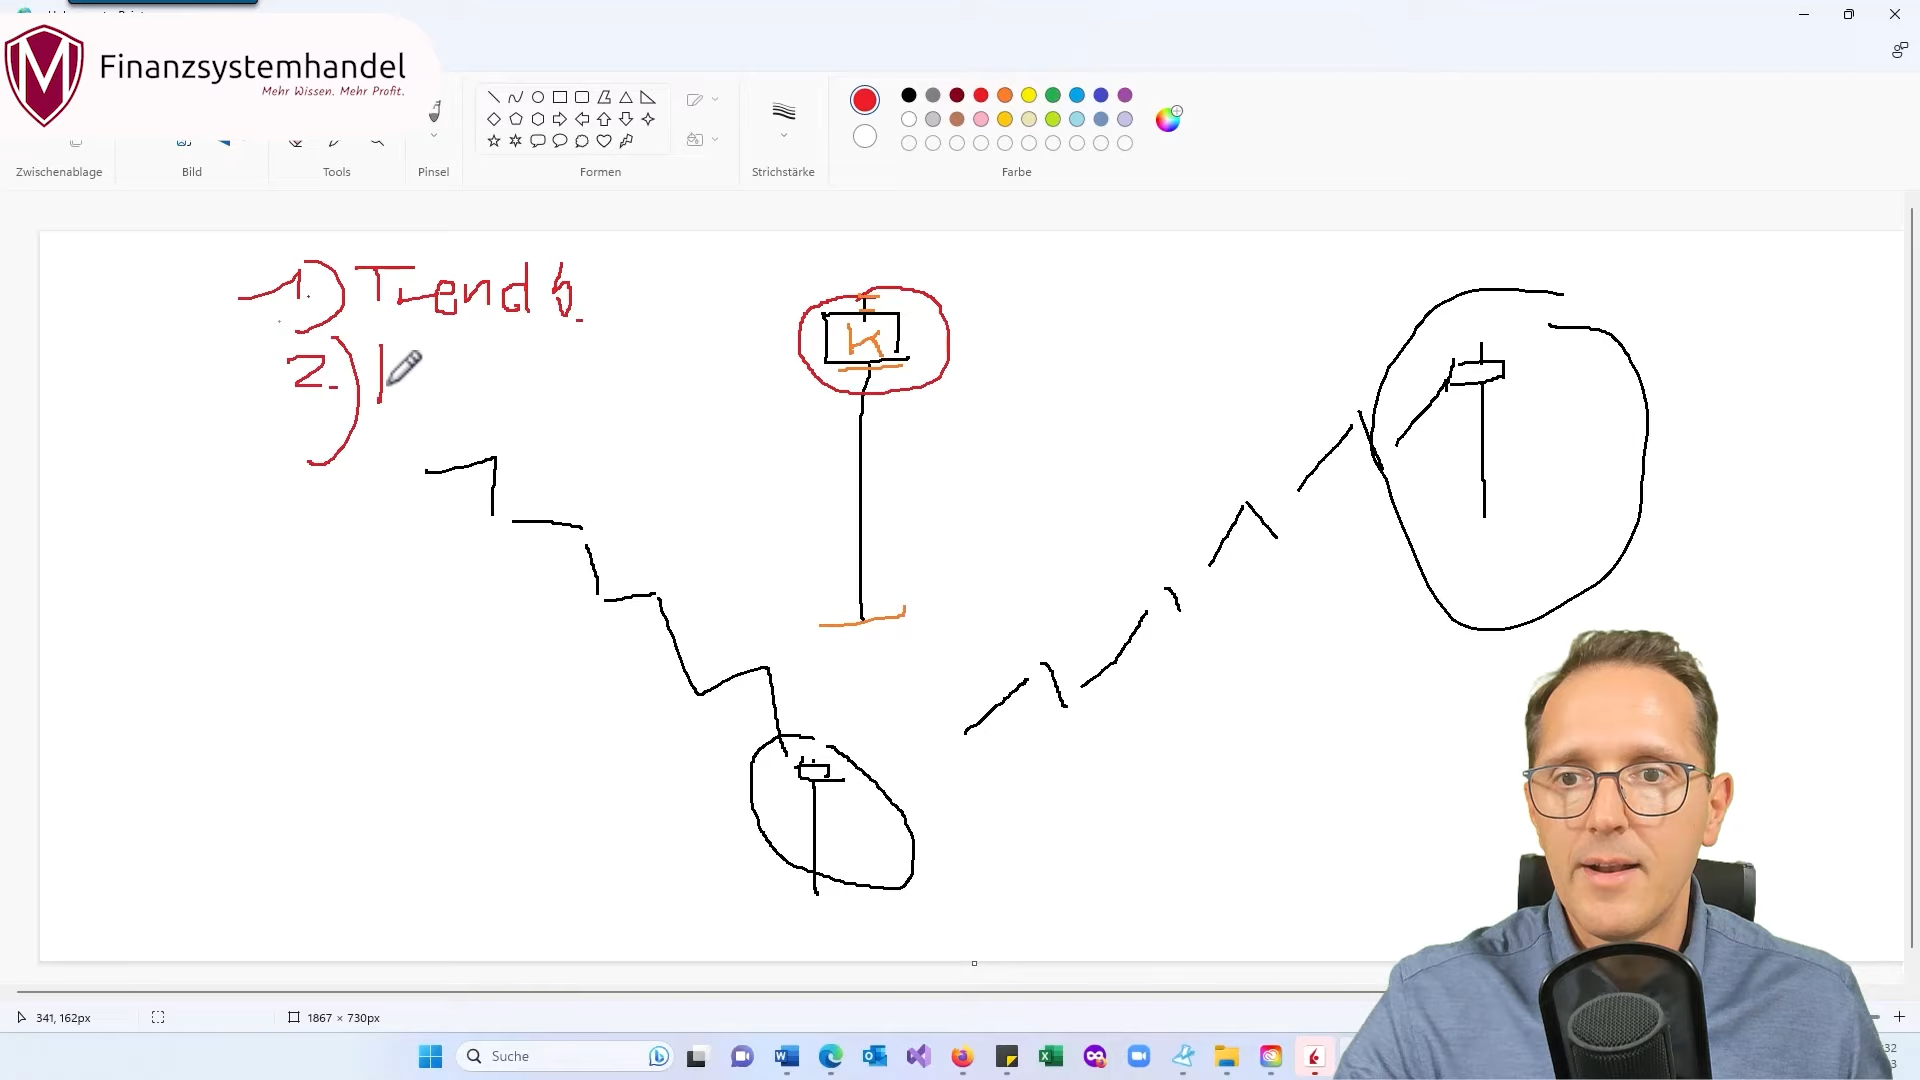 Finanzsystemhandel
Mehr Wissen. Mehr Profit.
Zwischenablage
Bild
Tools
Pinsel
Formen
Strichstärke
Farbe
1.) Trend
2.)
K
341, 162px
1867 × 730px
Suche